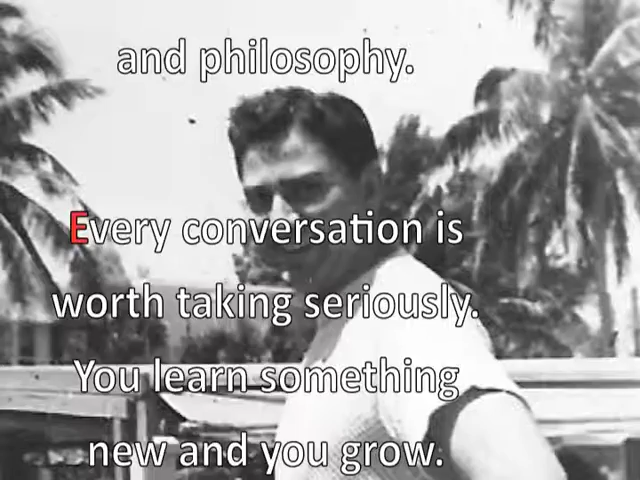 and philosophy.
Every conversation is
worth taking seriously.
You learn something
new and you grow.